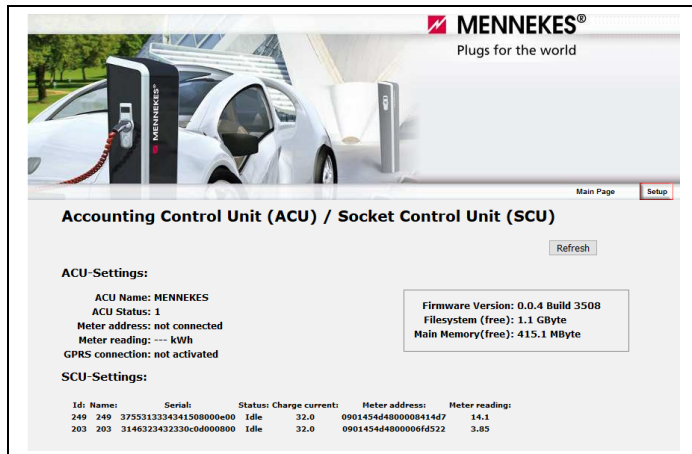 MENNEKES®
Plugs for the world
MENNEKES®
Main Page Setup
Accounting Control Unit (ACU) / Socket Control Unit (SCU)
Refresh
ACU-Settings:
ACU Name: MENNEKES
ACU Status: 1
Meter address: not connected
Meter reading: --- kWh
GPRS connection: not activated
Firmware Version: 0.0.4 Build 3508
Filesystem (free): 1.1 GByte
Main Memory(free): 415.1 MByte
SCU-Settings:
Id: Name: Serial: Status: Charge current: Meter address: Meter reading:
249 249 3755313334341508000e00 Idle 32.0 0901454d4800008414d7 14.1
203 203 3146323432330c0d000800 Idle 32.0 0901454d4800006fd522 3.85